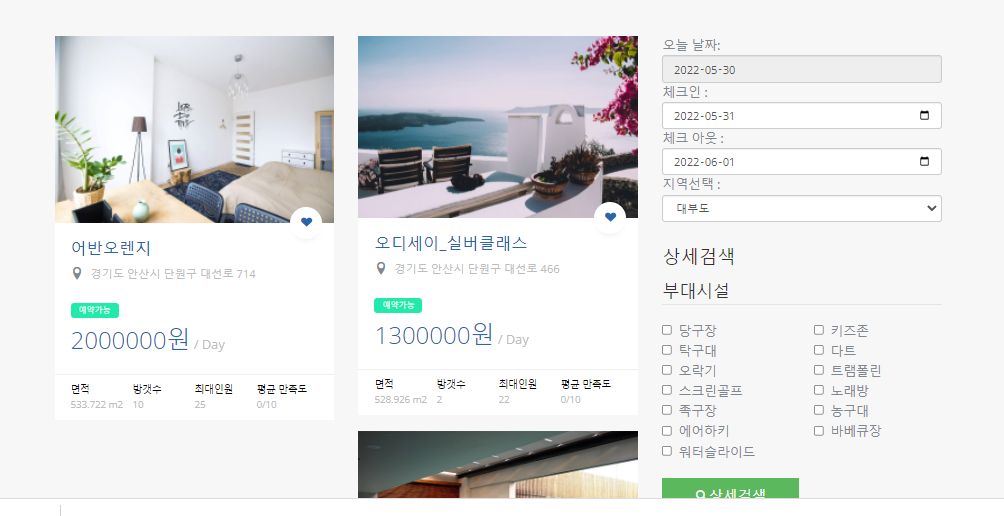 어반오렌지
경기도 안산시 단원구 대선로 714
예약가능
2000000원 / Day
면적 방갯수 최대인원 평균 만족도
533.722 m2 10 25 0/10
오디세이_실버클래스
경기도 안산시 단원구 대선로 466
예약가능
1300000원 / Day
면적 방갯수 최대인원 평균 만족도
528.926 m2 2 22 0/10
오늘 날짜:
2022-05-30
체크인 :
2022-05-31
체크 아웃 :
2022-06-01
지역선택 :
대부도
상세검색
부대시설
당구장 키즈존
탁구대 다트
오락기 트램폴린
스크린골프 노래방
족구장 농구대
에어하키 바베큐장
워터슬라이드
상세검색